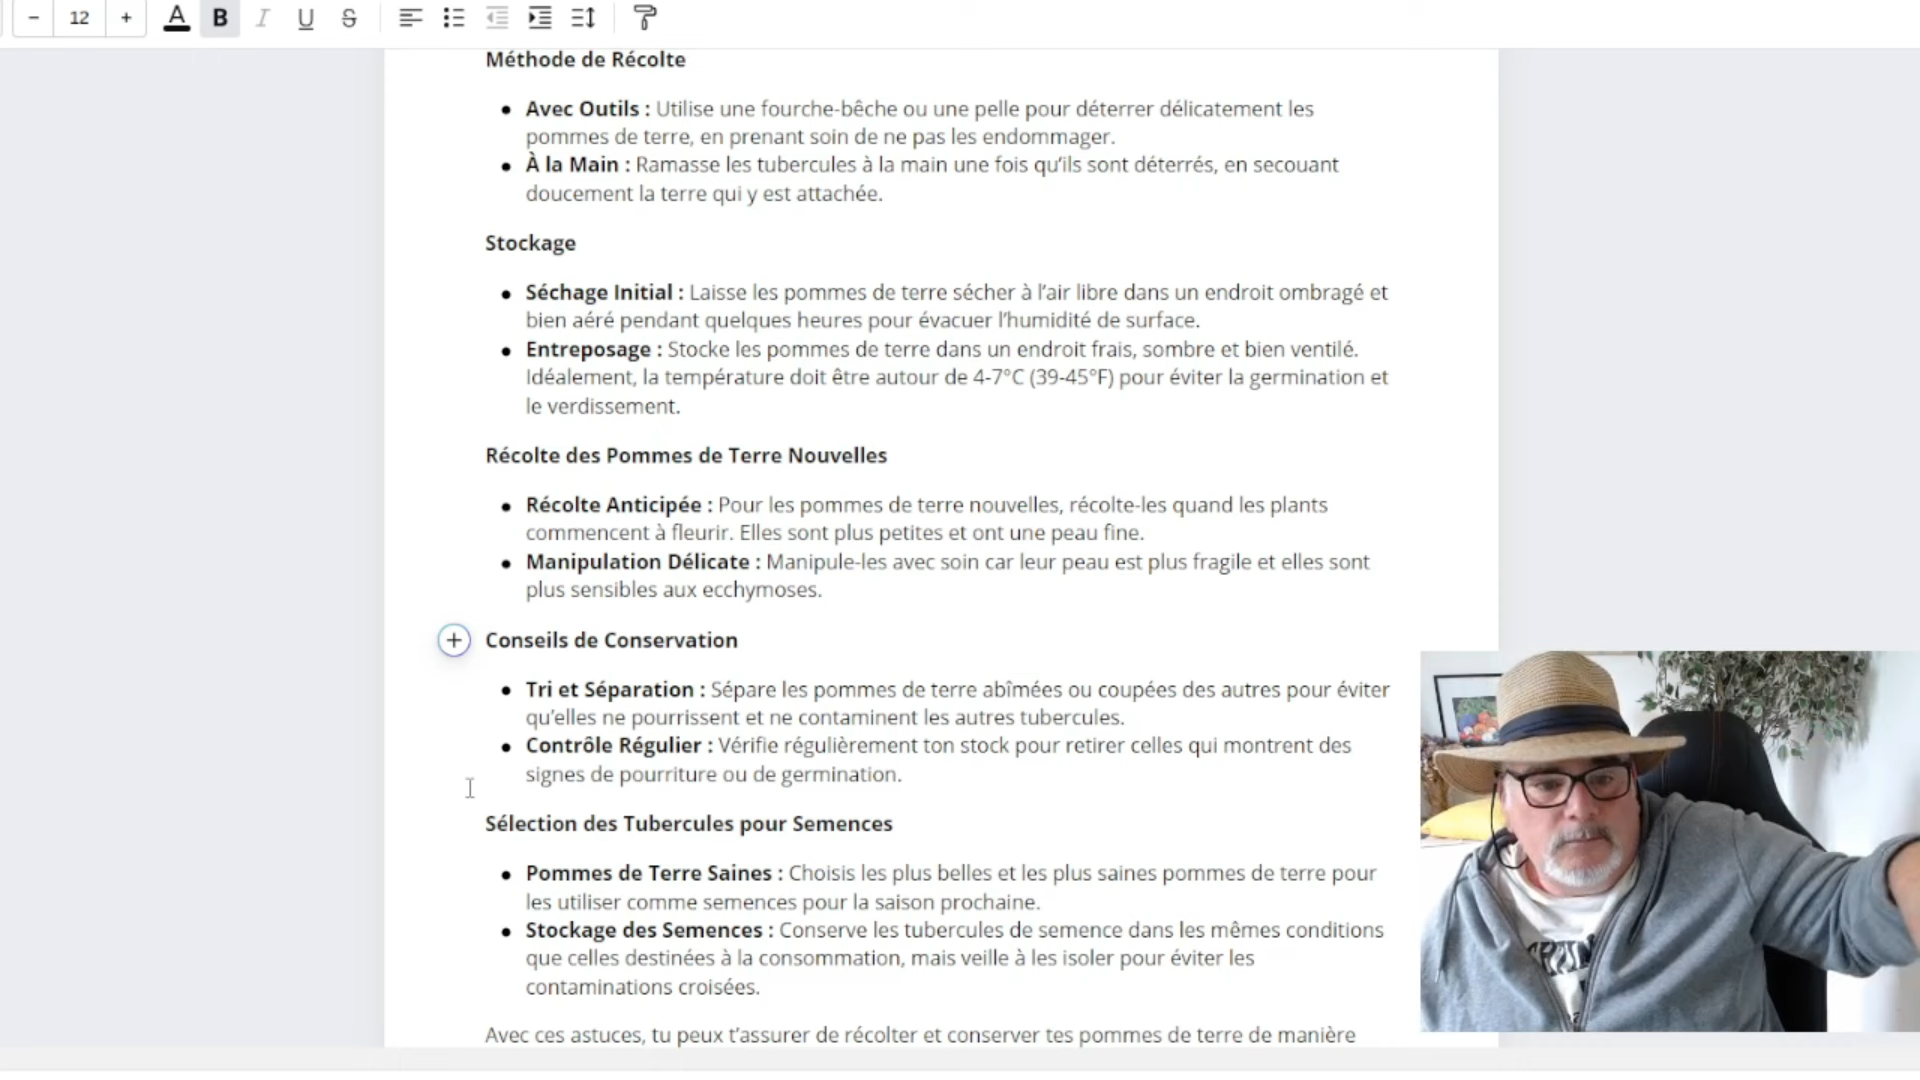 12
A B I U S
Méthode de Récolte
Avec Outils : Utilise une fourche-bêche ou une pelle pour déterrer délicatement les
pommes de terre, en prenant soin de ne pas les endommager.
À la Main : Ramasse les tubercules à la main une fois qu'ils sont déterrés, en secouant
doucement la terre qui y est attachée.
Stockage
Séchage Initial : Laisse les pommes de terre sécher à l'air libre dans un endroit ombragé et
bien aéré pendant quelques heures pour évacuer l'humidité de surface.
Entreposage : Stocke les pommes de terre dans un endroit frais, sombre et bien ventilé.
Idéalement, la température doit être autour de 4-7°C (39-45°F) pour éviter la germination et
le verdissement.
Récolte des Pommes de Terre Nouvelles
Récolte Anticipée : Pour les pommes de terre nouvelles, récolte-les quand les plants
commencent à fleurir. Elles sont plus petites et ont une peau fine.
Manipulation Délicate : Manipule-les avec soin car leur peau est plus fragile et elles sont
plus sensibles aux ecchymoses.
Conseils de Conservation
Tri et Séparation : Sépare les pommes de terre abîmées ou coupées des autres pour éviter
qu'elles ne pourrissent et ne contaminent les autres tubercules.
Contrôle Régulier : Vérifie régulièrement ton stock pour retirer celles qui montrent des
signes de pourriture ou de germination.
Sélection des Tubercules pour Semences
Pommes de Terre Saines : Choisis les plus belles et les plus saines pommes de terre pour
les utiliser comme semences pour la saison prochaine.
Stockage des Semences : Conserve les tubercules de semence dans les mêmes conditions
que celles destinées à la consommation, mais veille à les isoler pour éviter les
contaminations croisées.
Avec ces astuces, tu peux t'assurer de récolter et conserver tes pommes de terre de manière